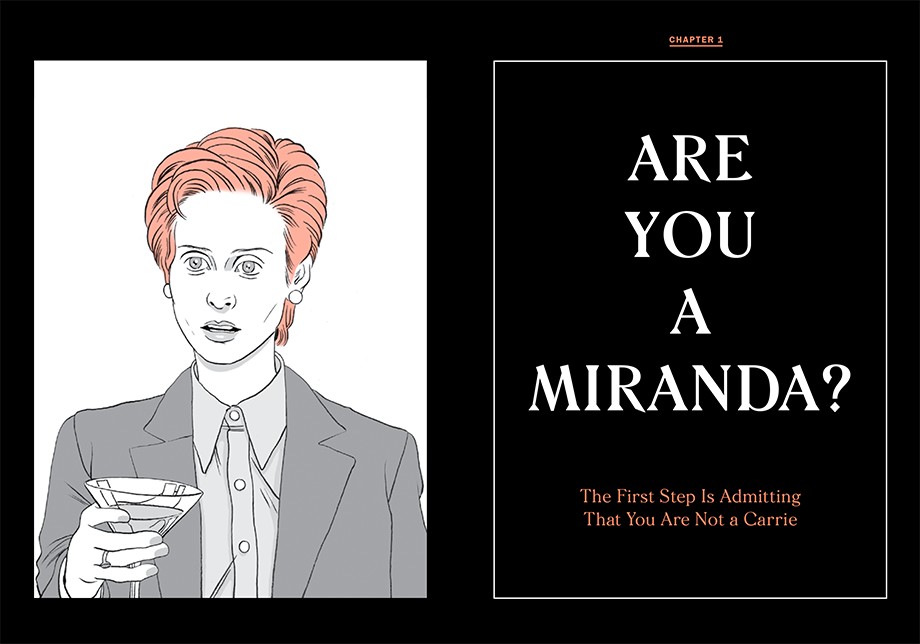 CHAPTER 1
ARE
YOU
A
MIRANDA?
The First Step Is Admitting
That You Are Not a Carrie